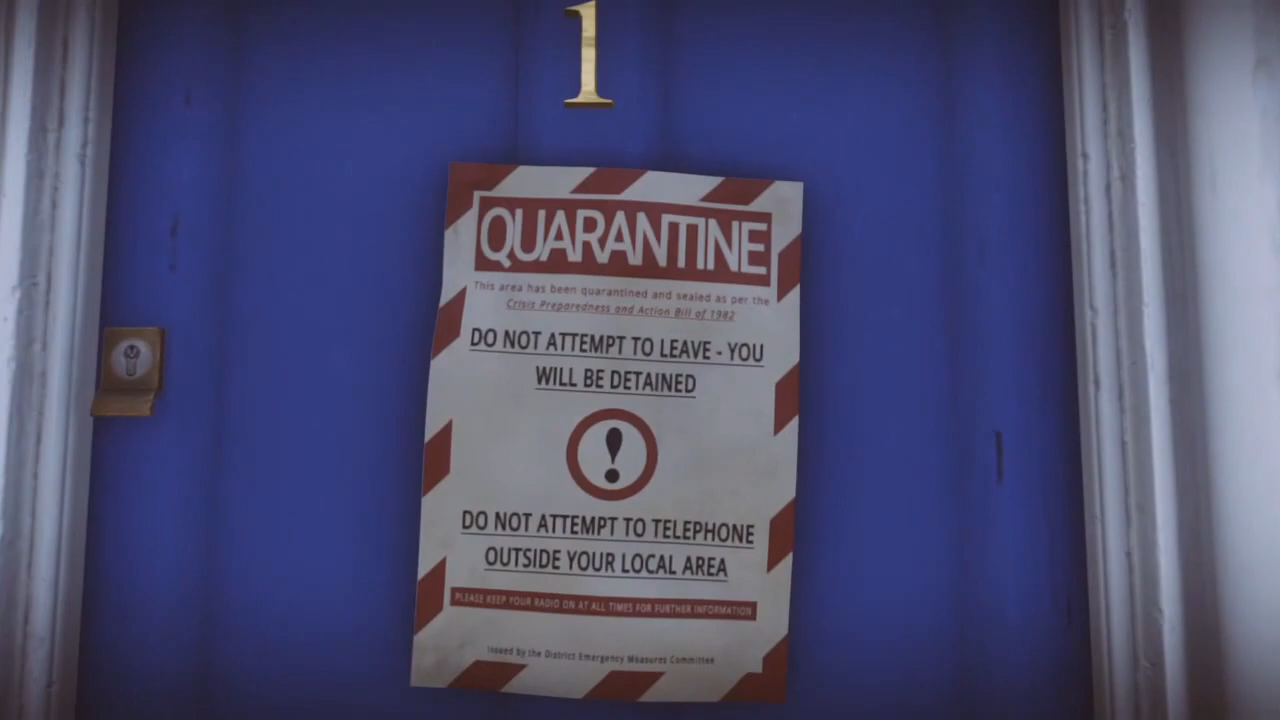 1
QUARANTINE
This area has been quarantined and sealed as per the
Crisis Preparedness and Action Bill of 1982
DO NOT ATTEMPT TO LEAVE - YOU
WILL BE DETAINED
!
DO NOT ATTEMPT TO TELEPHONE
OUTSIDE YOUR LOCAL AREA
PLEASE KEEP YOUR RADIO ON AT ALL TIMES FOR FURTHER INFORMATION
Issued by the District Emergency Measures Committee